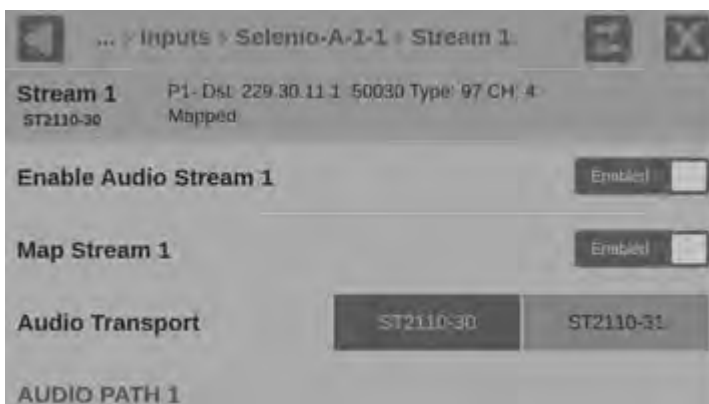 ... > Inputs > Selenio-A-1-1 > Stream 1
Stream 1
P1- Dst: 229.30.11.1 :50030 Type: 97 CH: 4
ST2110-30
Mapped
Enable Audio Stream 1
Enabled
Map Stream 1
Enabled
Audio Transport
ST2110-30
ST2110-31
AUDIO PATH 1